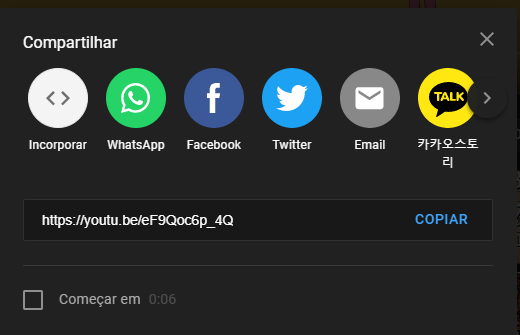 Compartilhar
Incorporar
WhatsApp
Facebook
Twitter
Email
TALK
카카오스토
리
https://youtu.be/eF9Qoc6p_4Q
COPIAR
Começar em 0:06